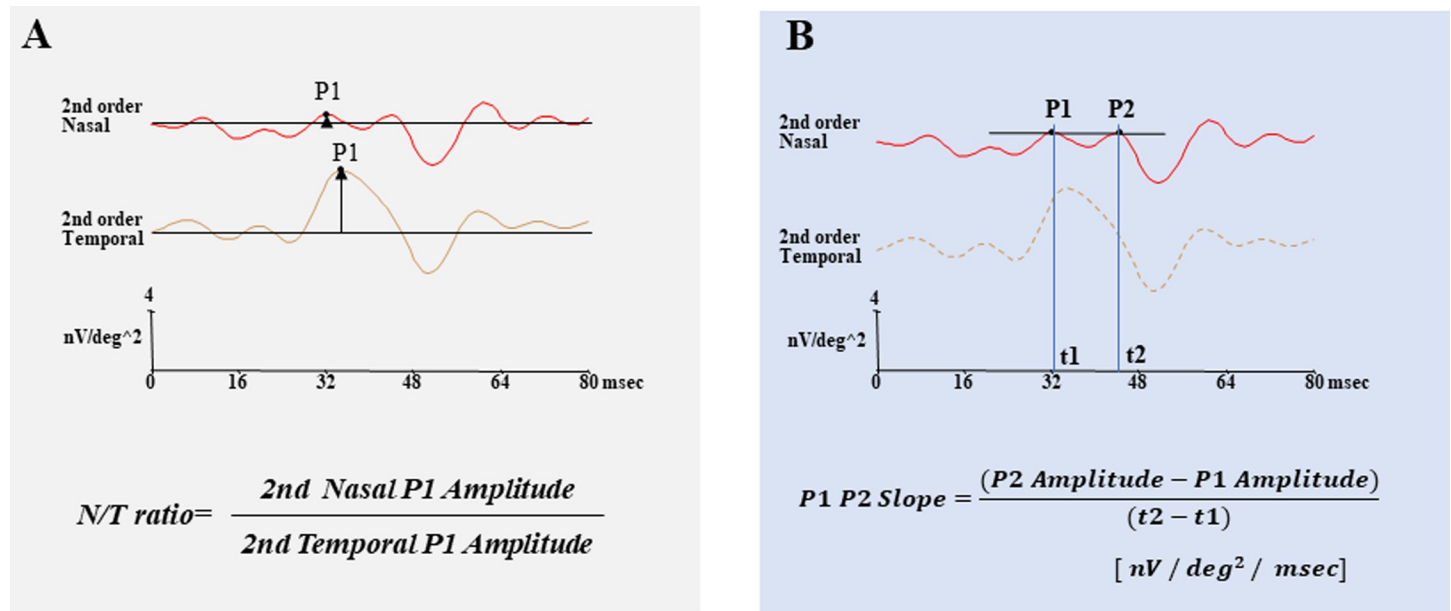 A
P1
2nd order
Nasal
P1
2nd order
Temporal
4
nV/deg^2
0 16 32 48 64 80 msec
N/T ratio= 2nd Nasal P1 Amplitude
2nd Temporal P1 Amplitude
B
P1 P2
2nd order
Nasal
2nd order
Temporal
4
nV/deg^2
t1 t2
0 16 32 48 64 80 msec
P1 P2 Slope = (P2 Amplitude − P1 Amplitude)
(t2 − t1)
[ nV / deg² / msec]